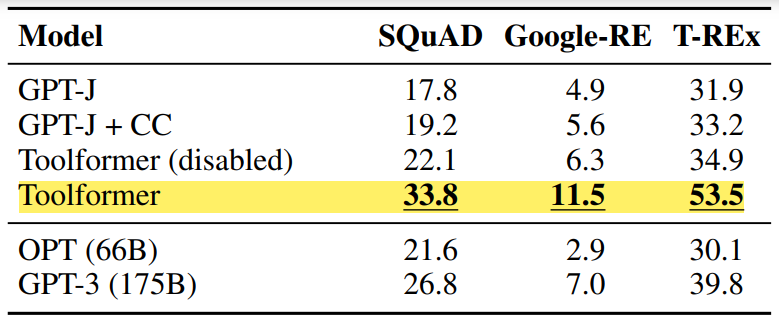 Model SQuAD Google-RE T-REx
GPT-J 17.8 4.9 31.9
GPT-J + CC 19.2 5.6 33.2
Toolformer (disabled) 22.1 6.3 34.9
Toolformer 33.8 11.5 53.5
OPT (66B) 21.6 2.9 30.1
GPT-3 (175B) 26.8 7.0 39.8